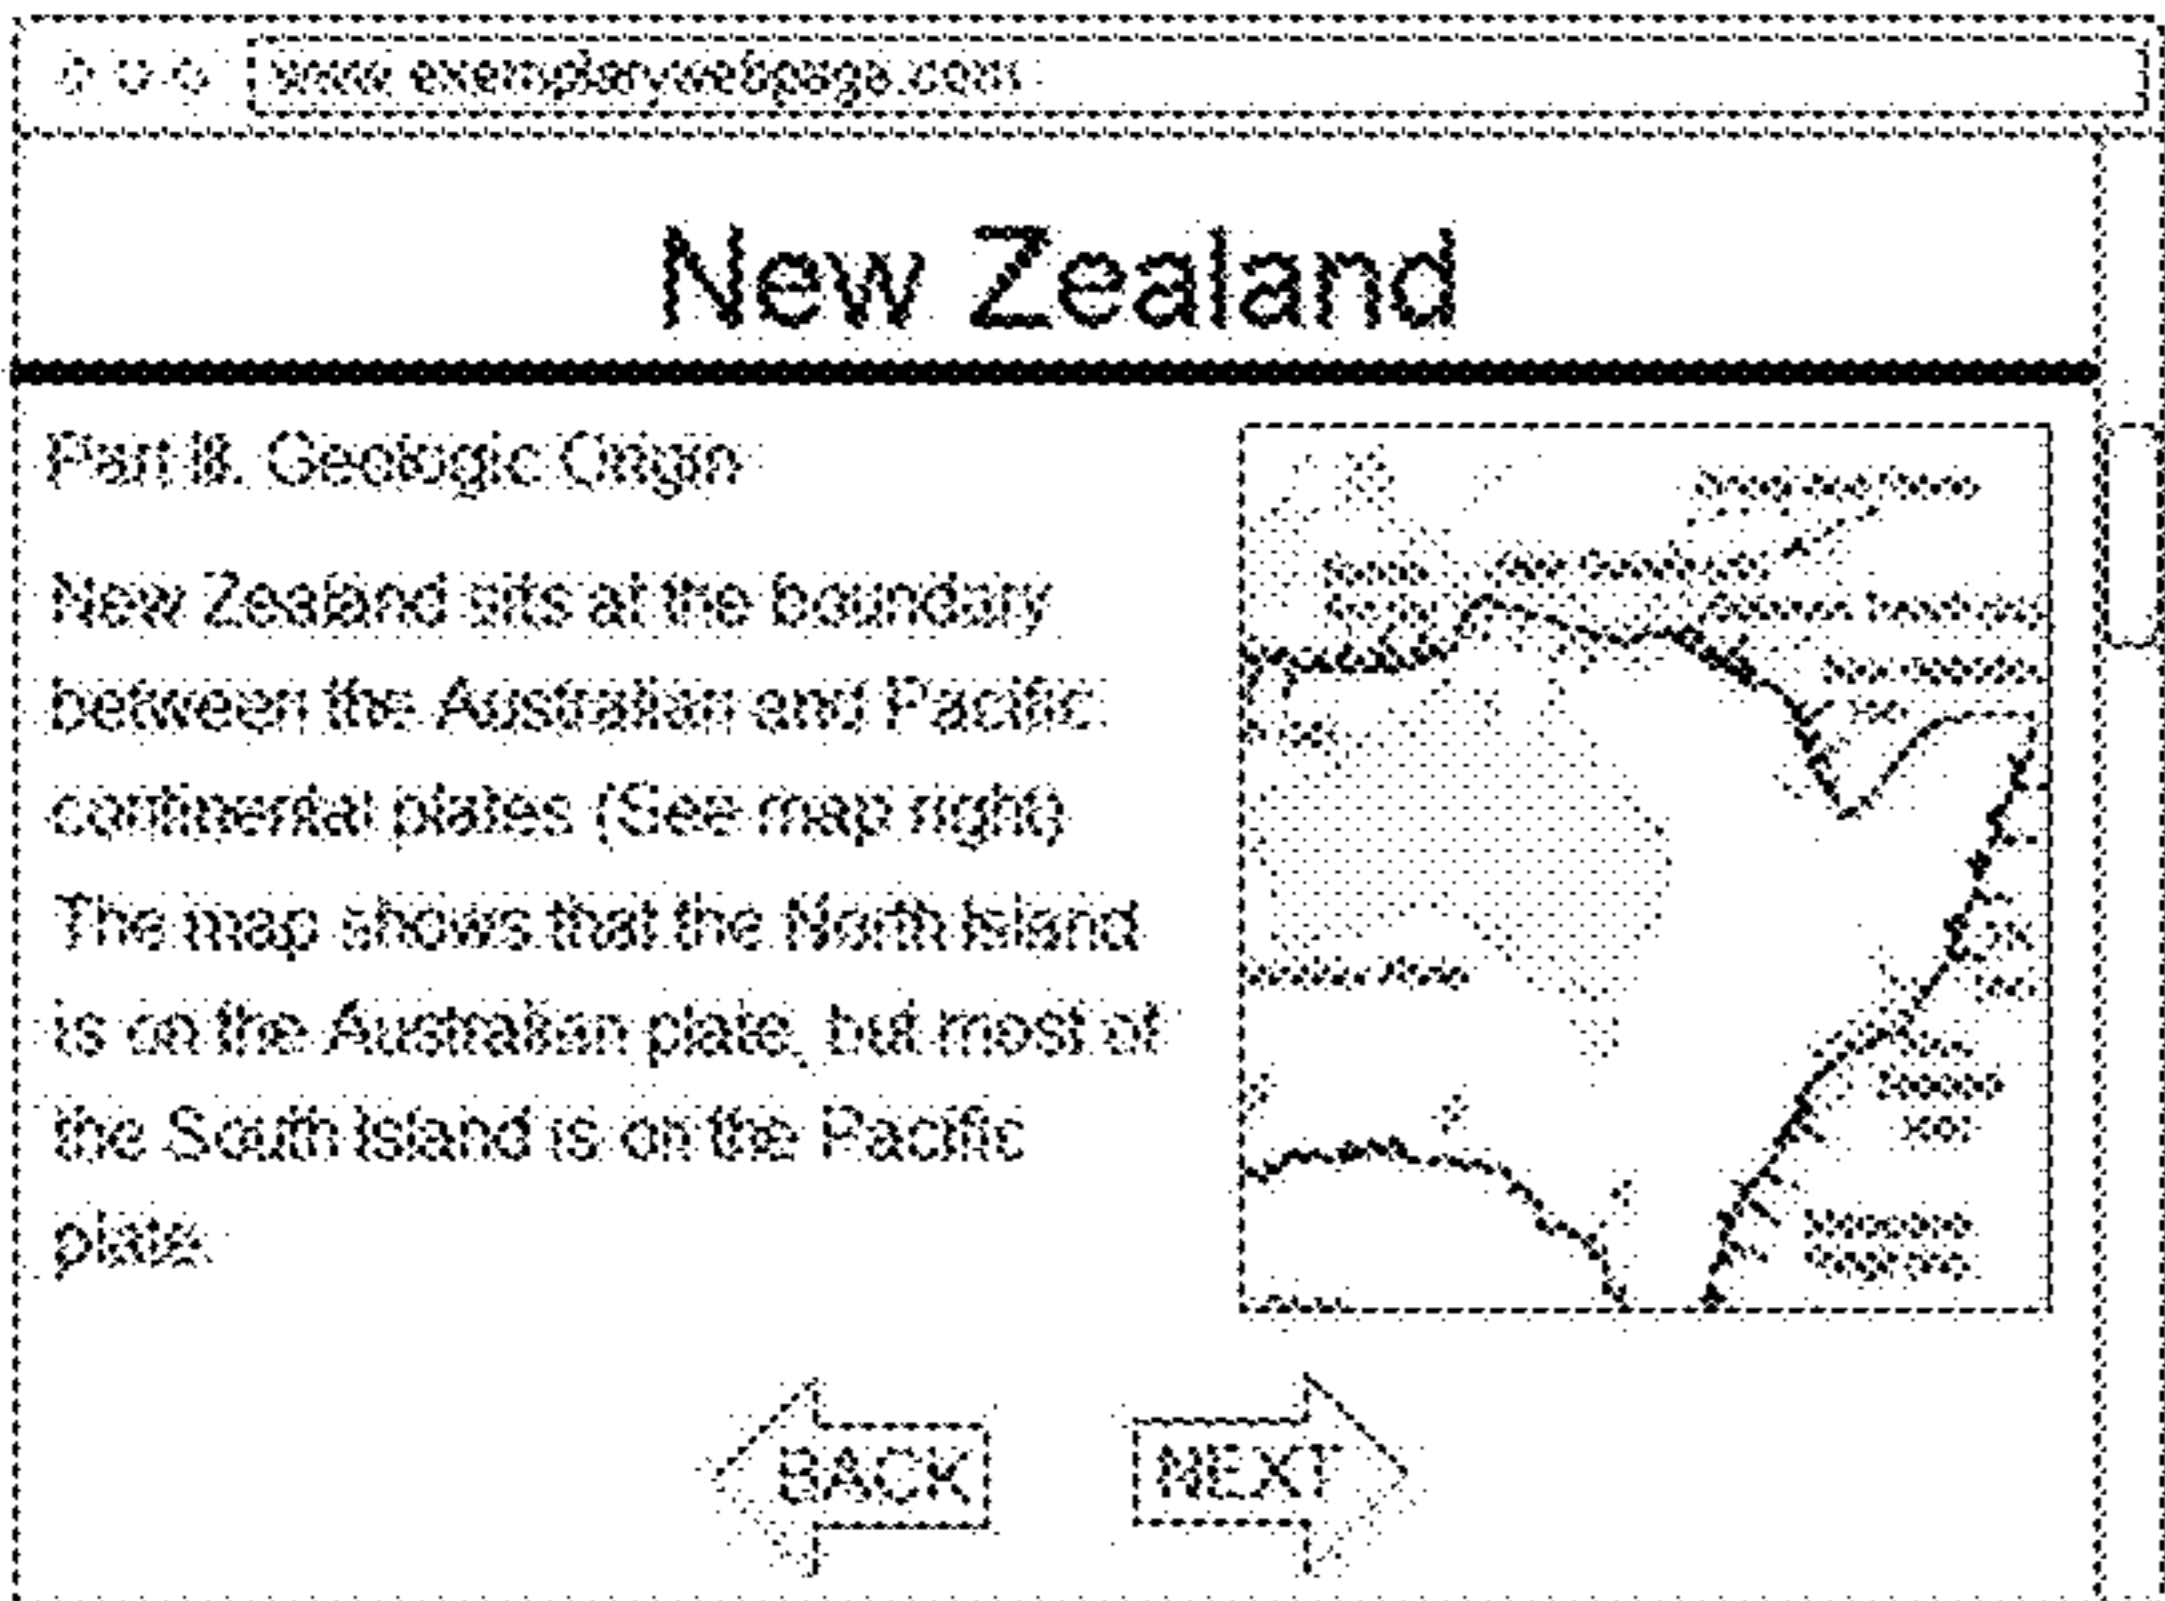 www.exemplarywebpage.com
New Zealand
Part III. Geologic Origin
New Zealand sits at the boundary
between the Australian and Pacific
continental plates (See map right)
The map shows that the North Island
is on the Australian plate, but most of
the South Island is on the Pacific
plate.
BACK
NEXT